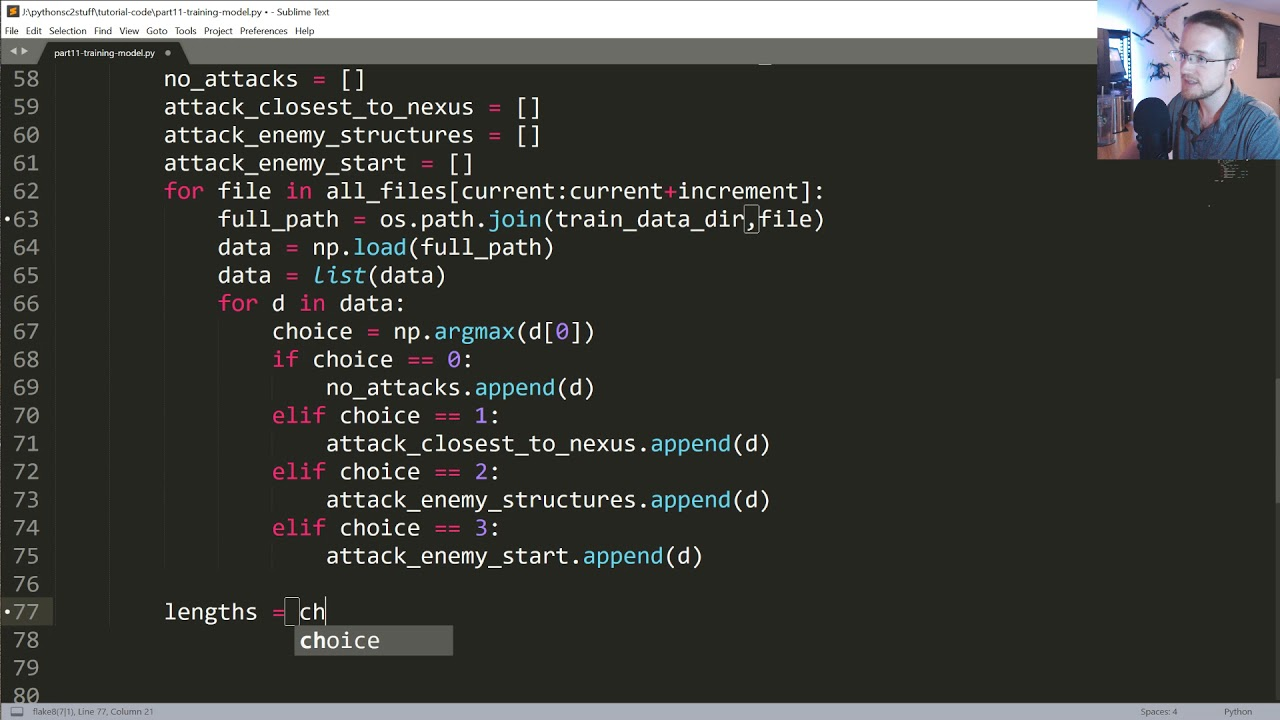 J:\pythonsc2stuff\tutorial-code\part11-training-model.py • - Sublime Text
File Edit Selection Find View Goto Tools Project Preferences Help
part11-training-model.py
58 no_attacks = []
59 attack_closest_to_nexus = []
60 attack_enemy_structures = []
61 attack_enemy_start = []
62 for file in all_files[current:current+increment]:
63 full_path = os.path.join(train_data_dir,file)
64 data = np.load(full_path)
65 data = list(data)
66 for d in data:
67 choice = np.argmax(d[0])
68 if choice == 0:
69 no_attacks.append(d)
70 elif choice == 1:
71 attack_closest_to_nexus.append(d)
72 elif choice == 2:
73 attack_enemy_structures.append(d)
74 elif choice == 3:
75 attack_enemy_start.append(d)
76
77 lengths = ch
78 choice
79
80
flake8(7|1), Line 77, Column 21 Spaces: 4 Python